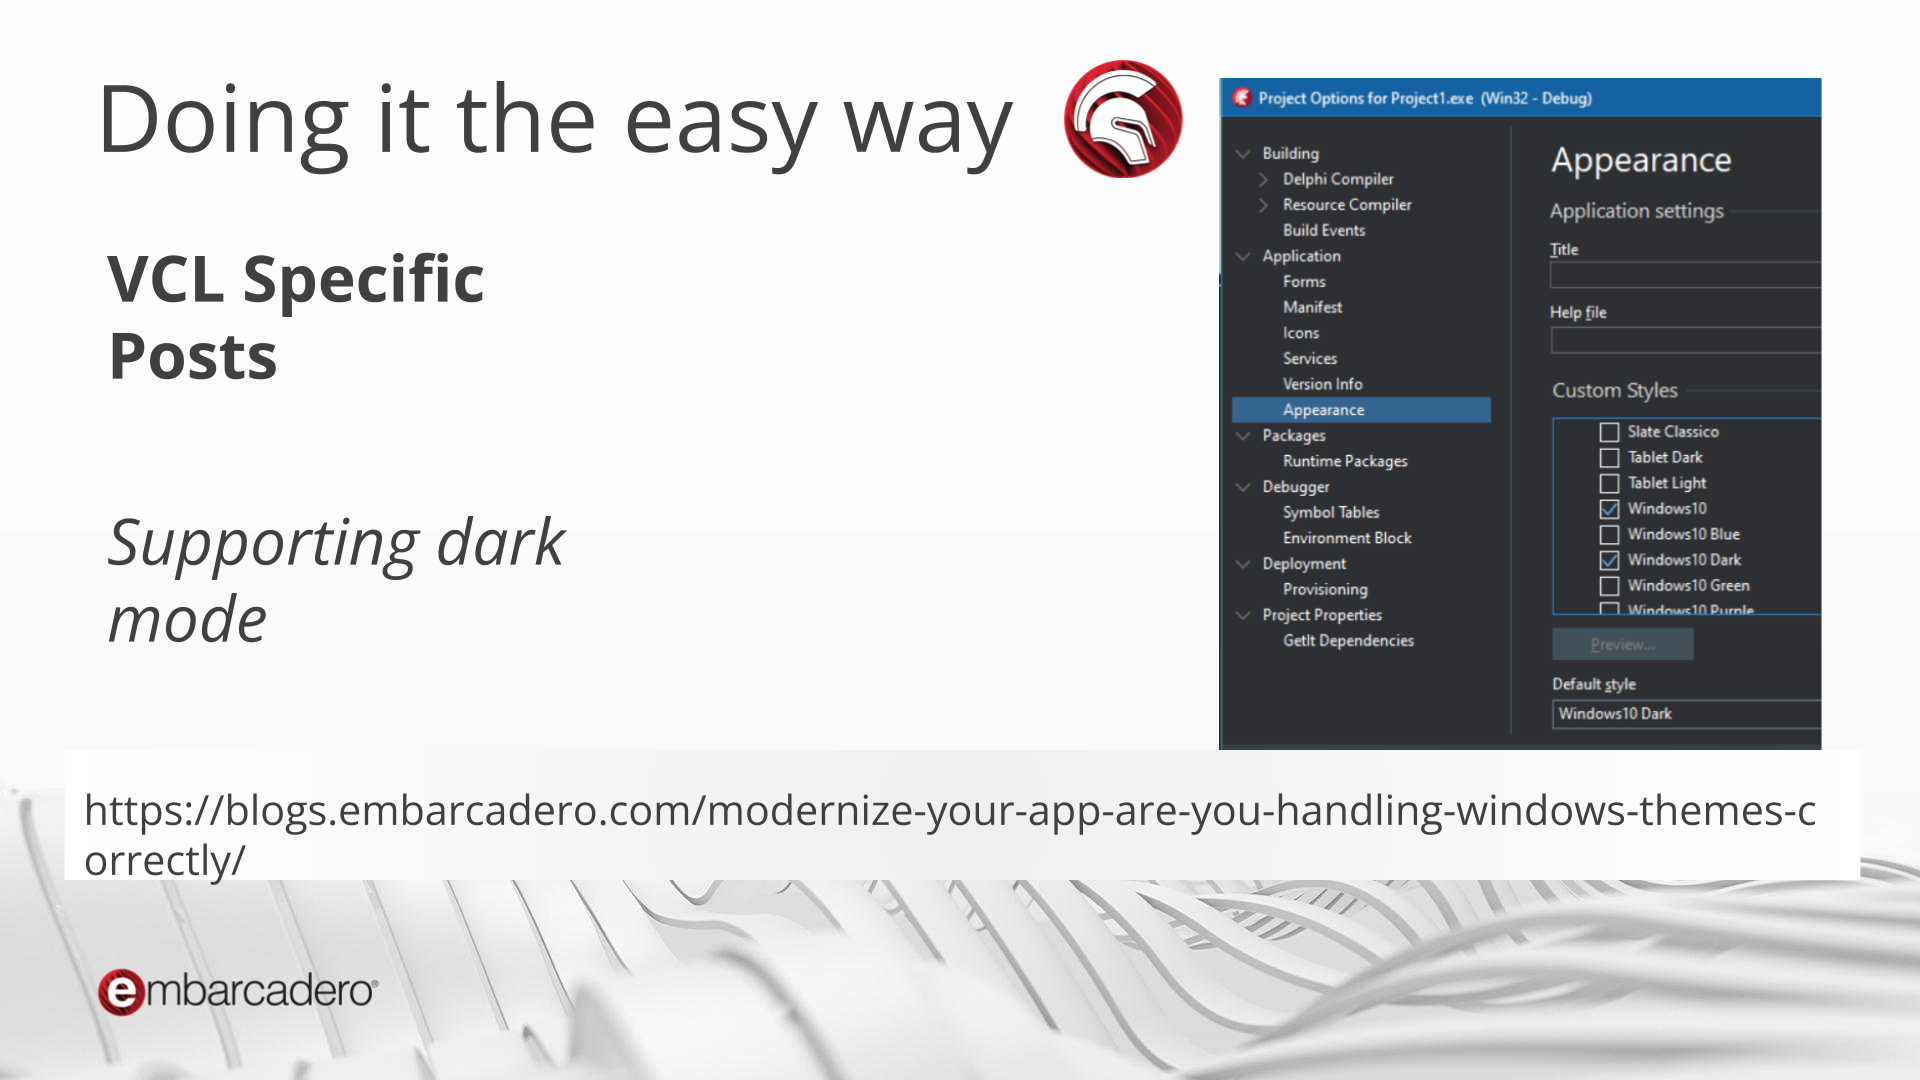 Doing it the easy way
VCL Specific
Posts
Supporting dark
mode
Project Options for Project1.exe (Win32 - Debug)
Building
Delphi Compiler
Resource Compiler
Build Events
Application
Forms
Manifest
Icons
Services
Version Info
Appearance
Packages
Runtime Packages
Debugger
Symbol Tables
Environment Block
Deployment
Provisioning
Project Properties
GetIt Dependencies
Appearance
Application settings
Title
Help file
Custom Styles
Slate Classico
Tablet Dark
Tablet Light
Windows10
Windows10 Blue
Windows10 Dark
Windows10 Green
Windows10 Purple
Preview...
Default style
Windows10 Dark
https://blogs.embarcadero.com/modernize-your-app-are-you-handling-windows-themes-c
orrectly/
embarcadero®